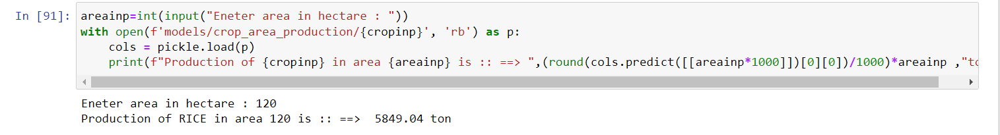 In [91]: areainp=int(input("Eneter area in hectare : "))
with open(f'models/crop_area_production/{cropinp}', 'rb') as p:
    cols = pickle.load(p)
    print(f"Production of {cropinp} in area {areainp} is :: ==> ",(round(cols.predict([[areainp*1000]])[0][0])/1000)*areainp ,"to
Eneter area in hectare : 120
Production of RICE in area 120 is :: ==>  5849.04 ton